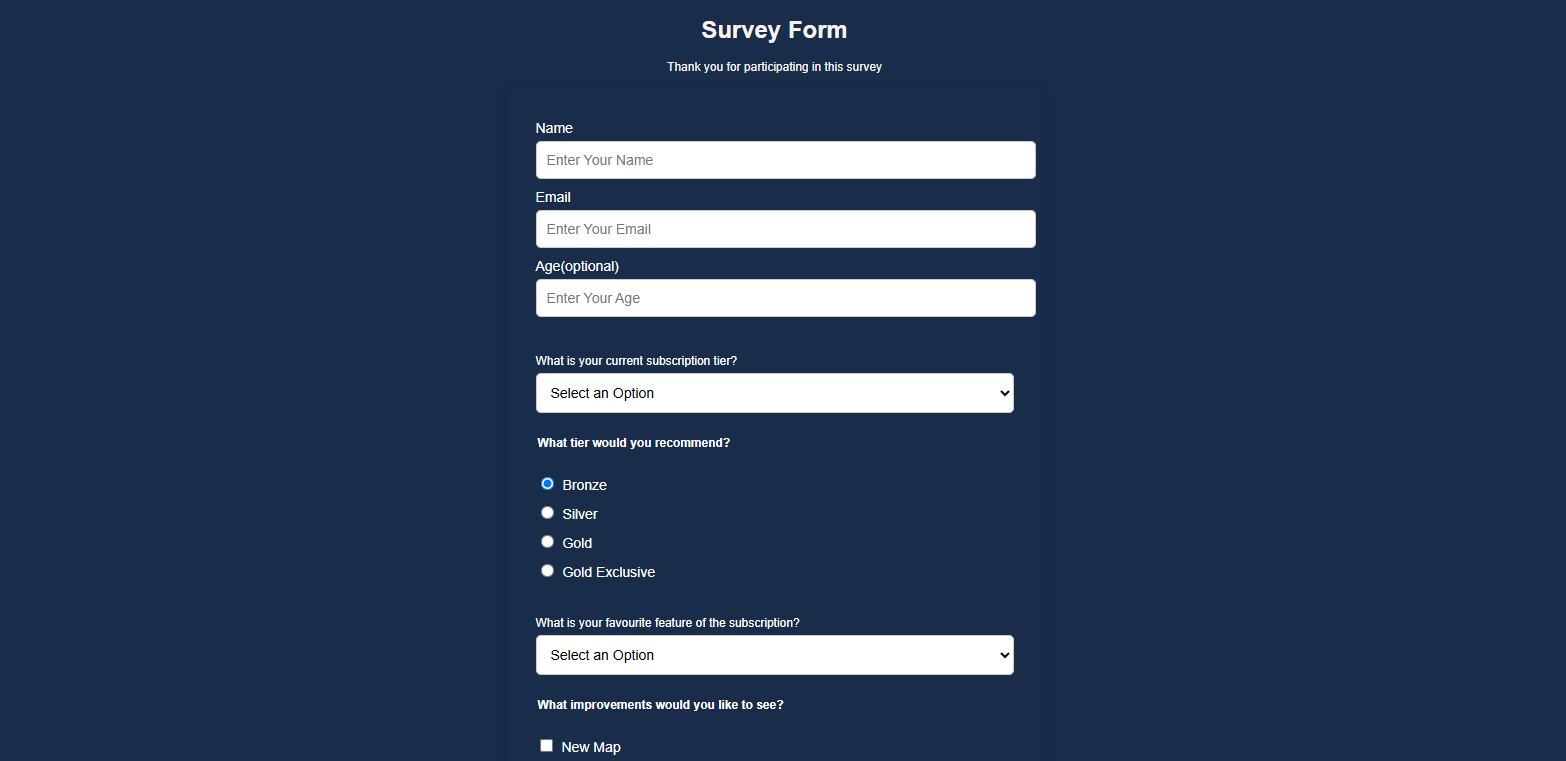 Survey Form
Thank you for participating in this survey
Name
Enter Your Name
Email
Enter Your Email
Age(optional)
Enter Your Age
What is your current subscription tier?
Select an Option
What tier would you recommend?
Bronze
Silver
Gold
Gold Exclusive
What is your favourite feature of the subscription?
Select an Option
What improvements would you like to see?
New Map